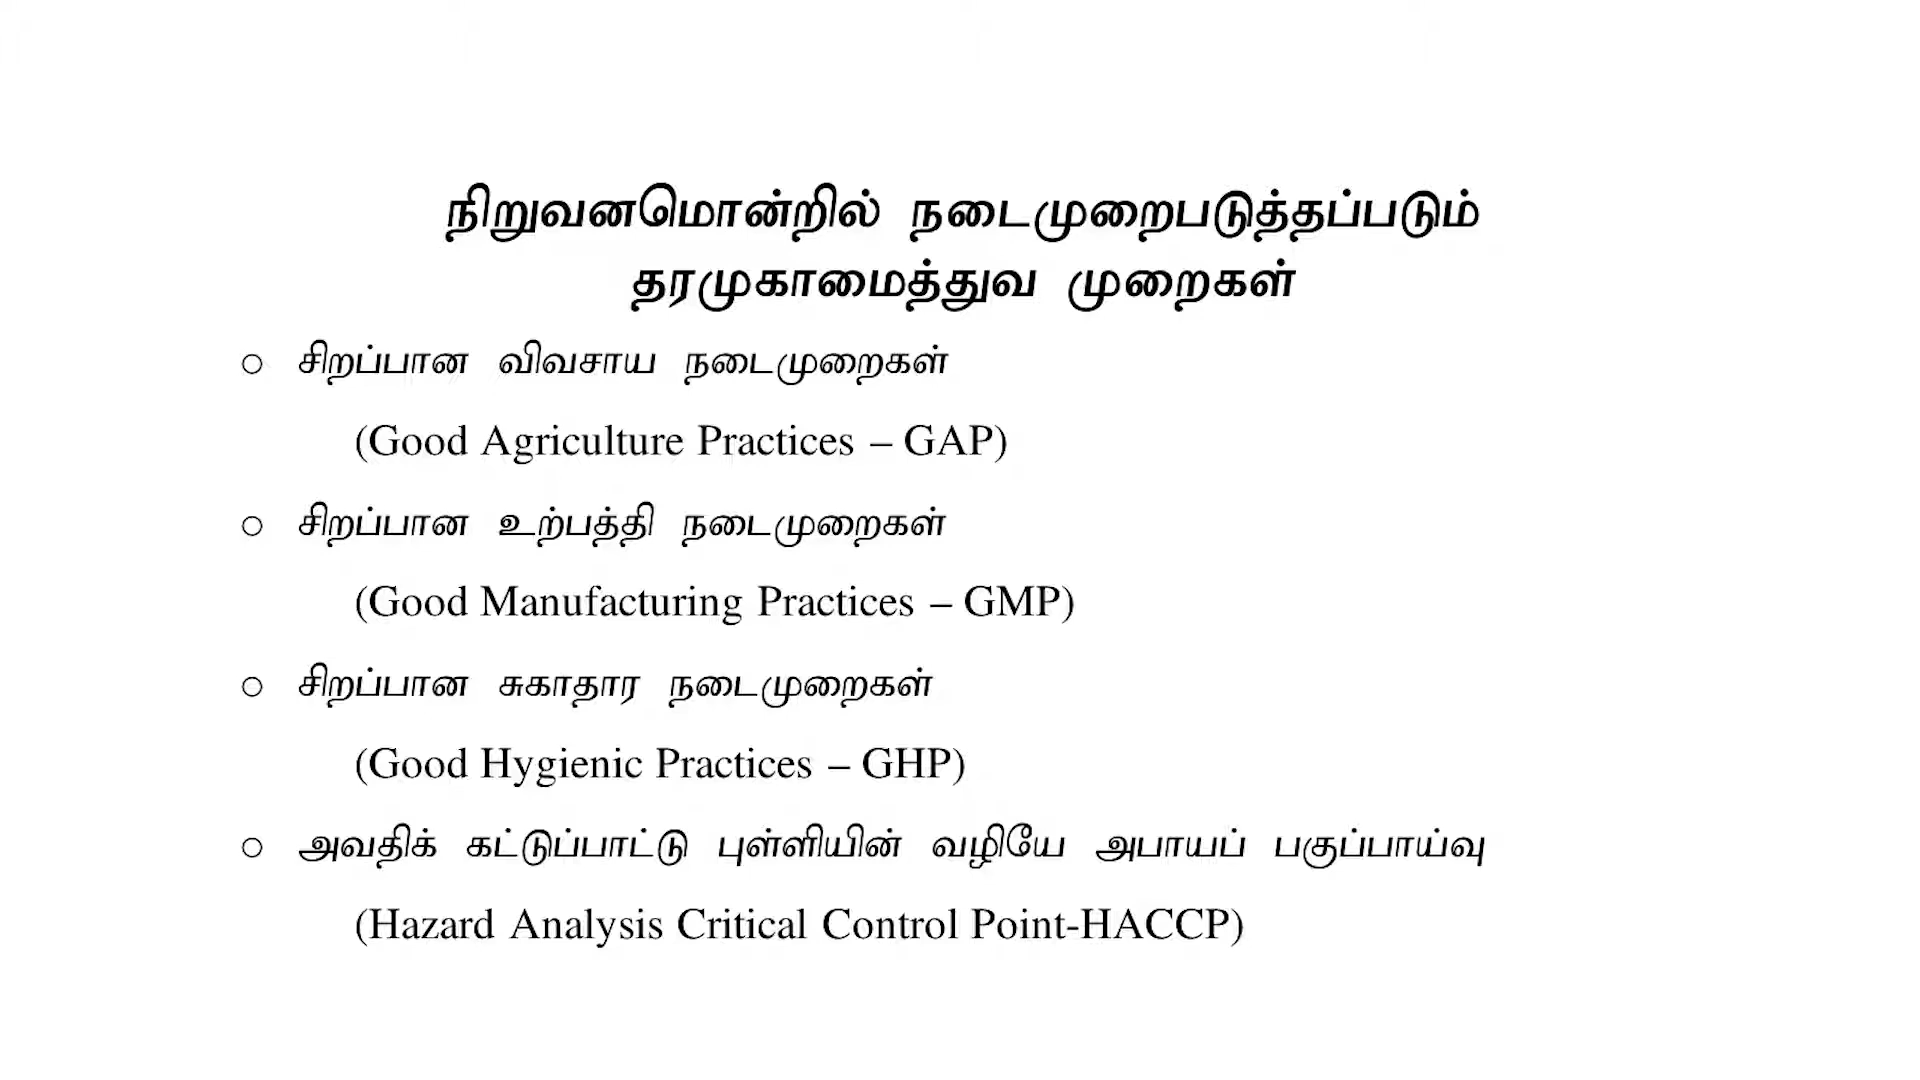 நிறுவனமொன்றில் நடைமுறைபடுத்தப்படும்
தரமுகாமைத்துவ முறைகள்
o சிறப்பான விவசாய நடைமுறைகள்
(Good Agriculture Practices – GAP)
o சிறப்பான உற்பத்தி நடைமுறைகள்
(Good Manufacturing Practices – GMP)
o சிறப்பான சுகாதார நடைமுறைகள்
(Good Hygienic Practices – GHP)
o அவதிக் கட்டுப்பாட்டு புள்ளியின் வழியே அபாயப் பகுப்பாய்வு
(Hazard Analysis Critical Control Point-HACCP)